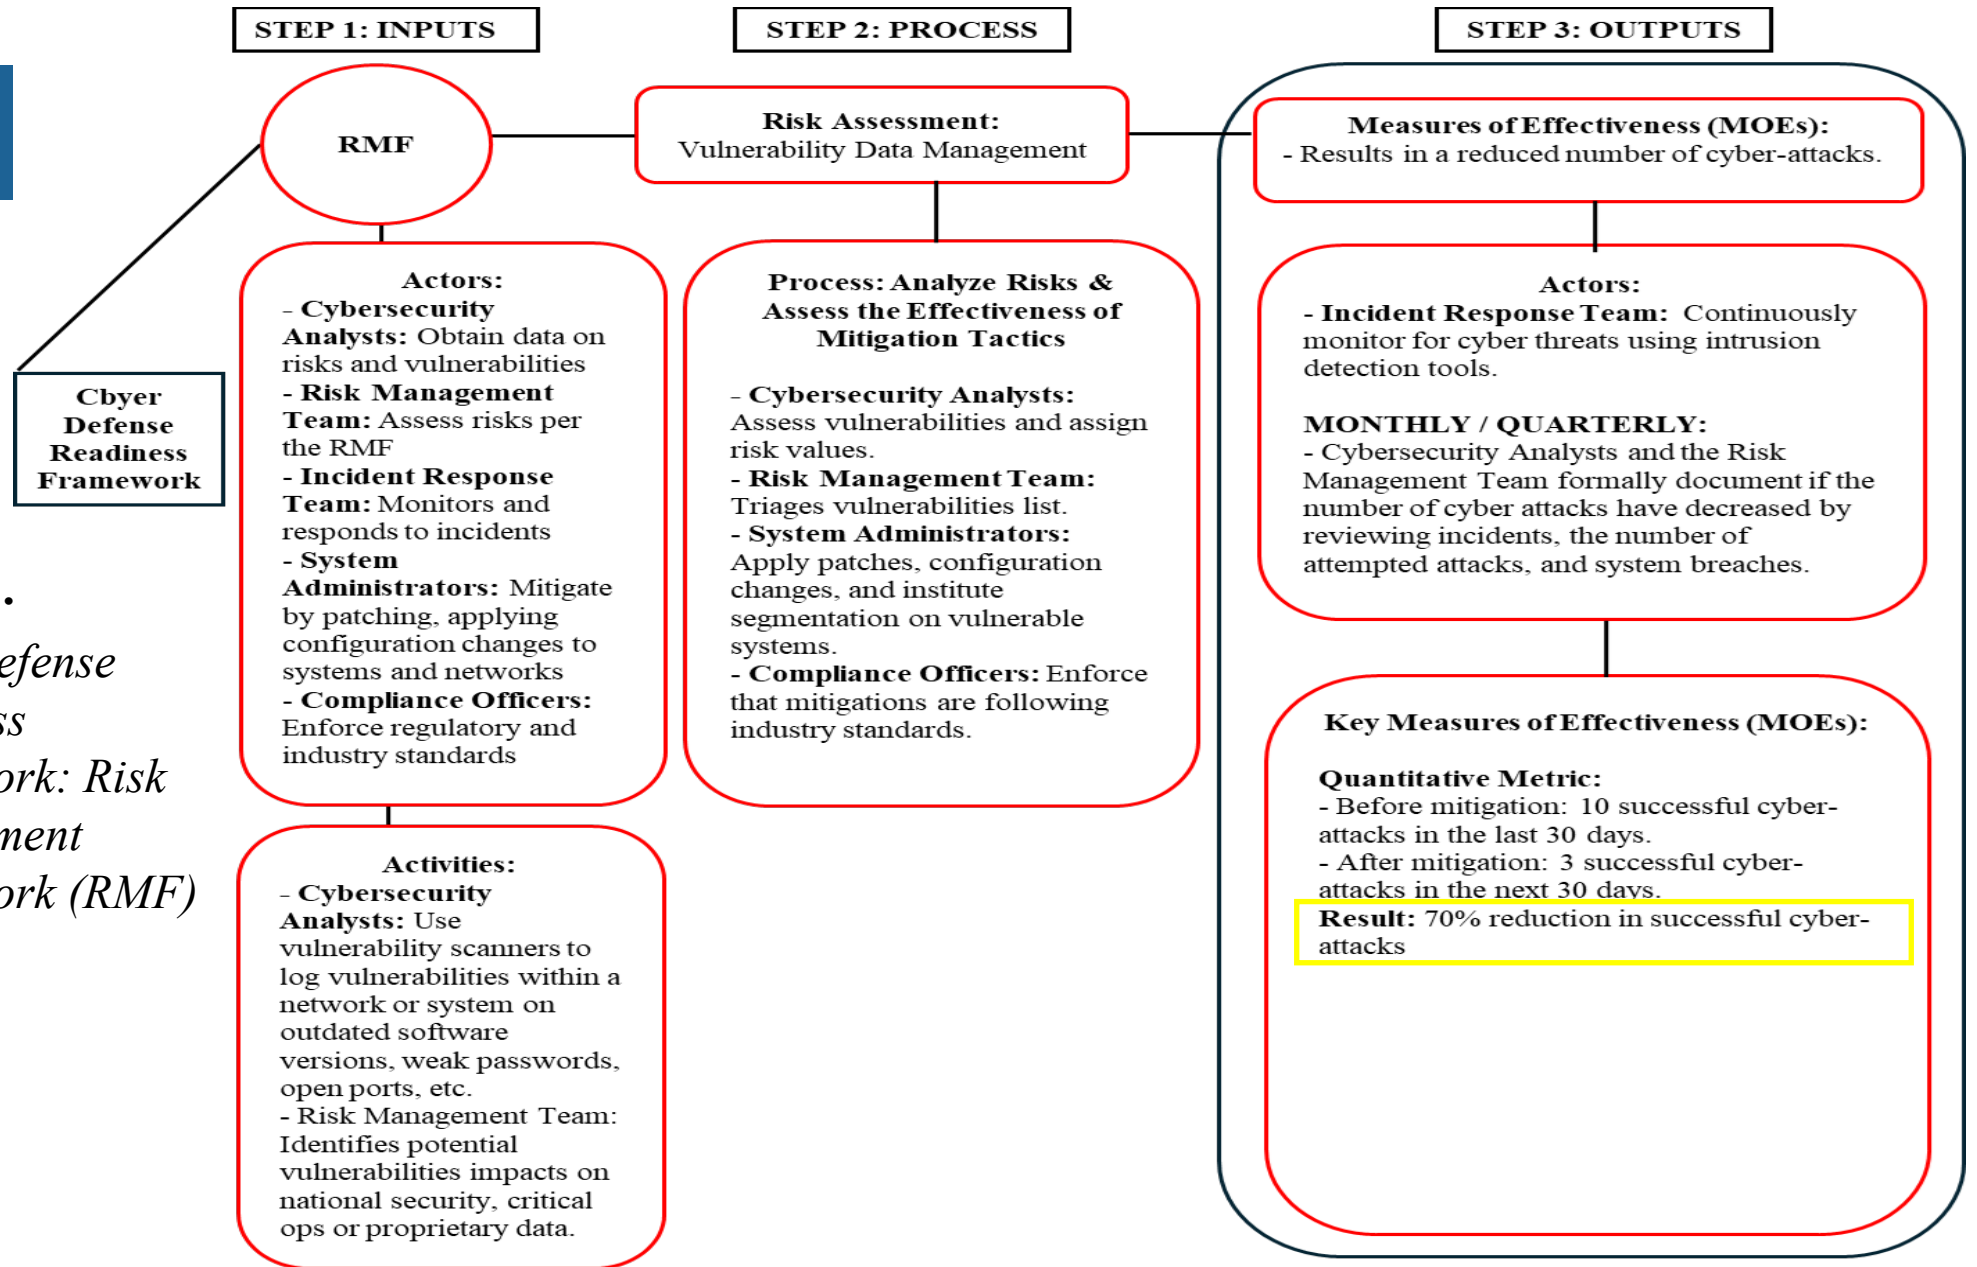 STEP 1: INPUTS
STEP 2: PROCESS
STEP 3: OUTPUTS
RMF
Risk Assessment:
Vulnerability Data Management
Measures of Effectiveness (MOEs):
- Results in a reduced number of cyber-attacks.
Cbyer
Defense
Readiness
Framework
Actors:
- Cybersecurity
Analysts: Obtain data on
risks and vulnerabilities
- Risk Management
Team: Assess risks per
the RMF
- Incident Response
Team: Monitors and
responds to incidents
- System
Administrators: Mitigate
by patching, applying
configuration changes to
systems and networks
- Compliance Officers:
Enforce regulatory and
industry standards
Activities:
- Cybersecurity
Analysts: Use
vulnerability scanners to
log vulnerabilities within a
network or system on
outdated software
versions, weak passwords,
open ports, etc.
- Risk Management Team:
Identifies potential
vulnerabilities impacts on
national security, critical
ops or proprietary data.
Process: Analyze Risks &
Assess the Effectiveness of
Mitigation Tactics
- Cybersecurity Analysts:
Assess vulnerabilities and assign
risk values.
- Risk Management Team:
Triages vulnerabilities list.
- System Administrators:
Apply patches, configuration
changes, and institute
segmentation on vulnerable
systems.
- Compliance Officers: Enforce
that mitigations are following
industry standards.
Actors:
- Incident Response Team: Continuously
monitor for cyber threats using intrusion
detection tools.
MONTHLY / QUARTERLY:
- Cybersecurity Analysts and the Risk
Management Team formally document if the
number of cyber attacks have decreased by
reviewing incidents, the number of
attempted attacks, and system breaches.
Key Measures of Effectiveness (MOEs):
Quantitative Metric:
- Before mitigation: 10 successful cyber-
attacks in the last 30 days.
- After mitigation: 3 successful cyber-
attacks in the next 30 days.
Result: 70% reduction in successful cyber-
attacks
.
efense
ss
ork: Risk
ment
ork (RMF)